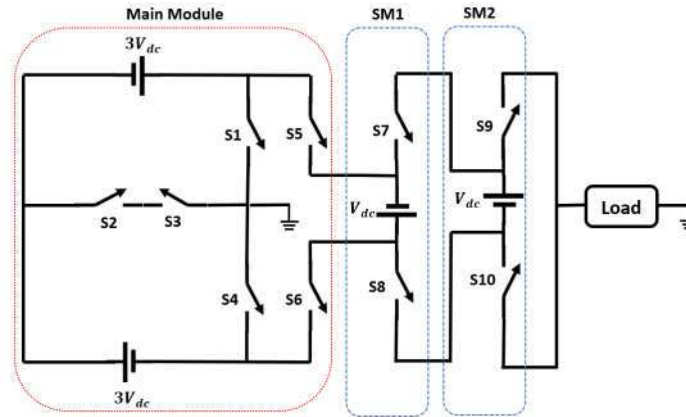 Main Module
SM1
SM2
3V_dc
S1
S5
S7
S9
S2
S3
V_dc
V_dc
Load
S4
S6
S8
S10
3V_dc